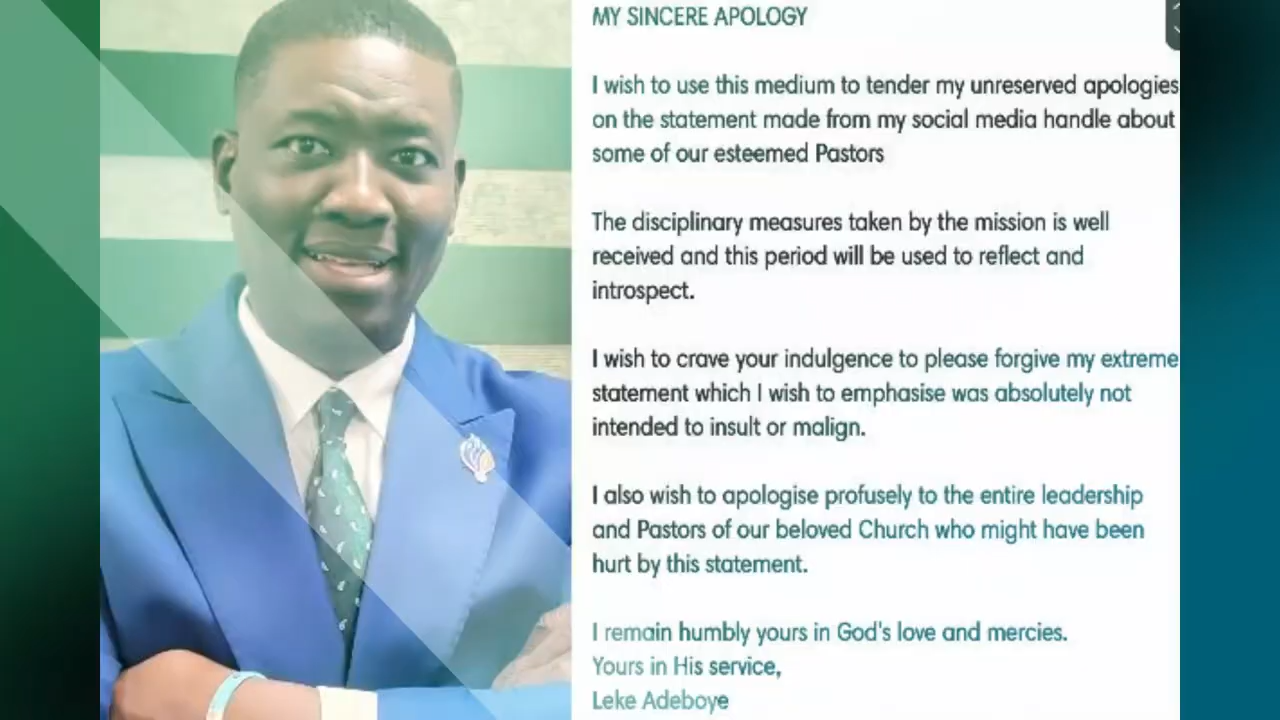 MY SINCERE APOLOGY
I wish to use this medium to tender my unreserved apologies
on the statement made from my social media handle about
some of our esteemed Pastors
The disciplinary measures taken by the mission is well
received and this period will be used to reflect and
introspect.
I wish to crave your indulgence to please forgive my extreme
statement which I wish to emphasise was absolutely not
intended to insult or malign.
I also wish to apologise profusely to the entire leadership
and Pastors of our beloved Church who might have been
hurt by this statement.
I remain humbly yours in God's love and mercies.
Yours in His service,
Leke Adeboye